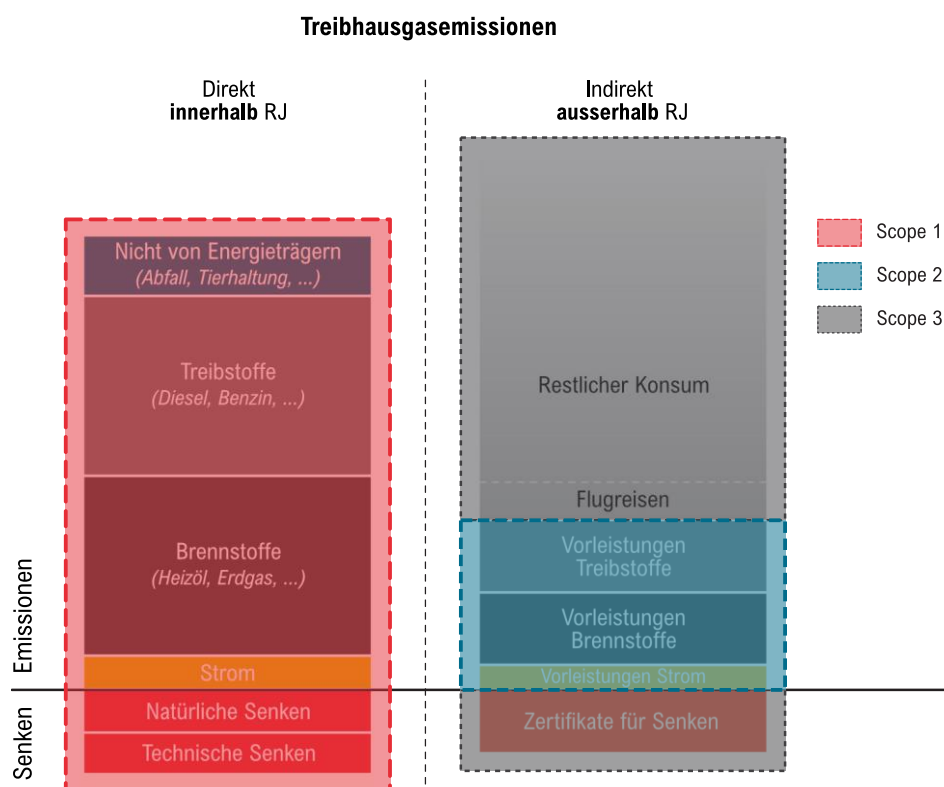 Treibhausgasemissionen
Direkt
innerhalb RJ
Indirekt
ausserhalb RJ
Nicht von Energieträgern
(Abfall, Tierhaltung, ...)
Treibstoffe
(Diesel, Benzin, ...)
Brennstoffe
(Heizöl, Erdgas, ...)
Strom
Natürliche Senken
Technische Senken
Restlicher Konsum
Flugreisen
Vorleistungen
Treibstoffe
Vorleistungen
Brennstoffe
Vorleistungen Strom
Zertifikate für Senken
Scope 1
Scope 2
Scope 3
Emissionen
Senken